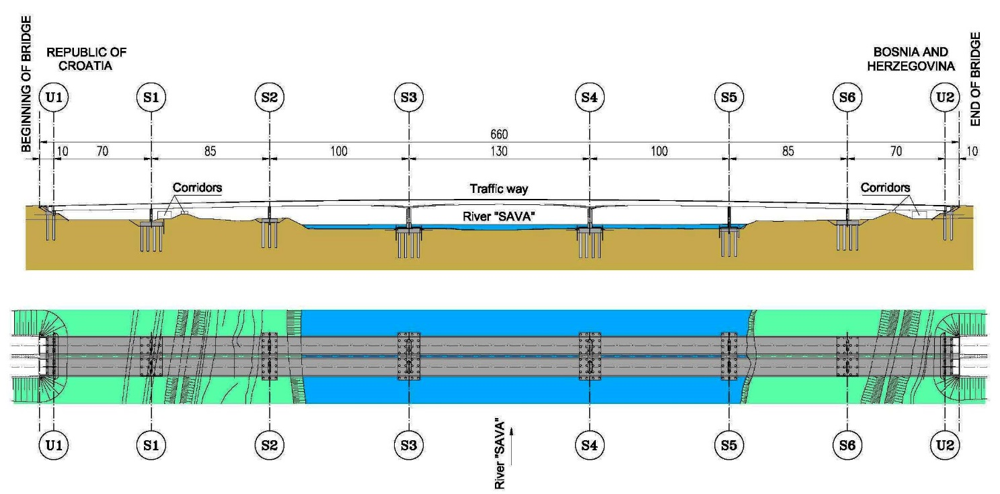 BEGINNING OF BRIDGE
REPUBLIC OF
CROATIA
BOSNIA AND
HERZEGOVINA
END OF BRIDGE
U1 S1 S2 S3 S4 S5 S6 U2
660
10 70 85 100 130 100 85 70 10
Corridors
Traffic way
Corridors
River "SAVA"
U1 S1 S2 S3 S4 S5 S6 U2
River "SAVA"